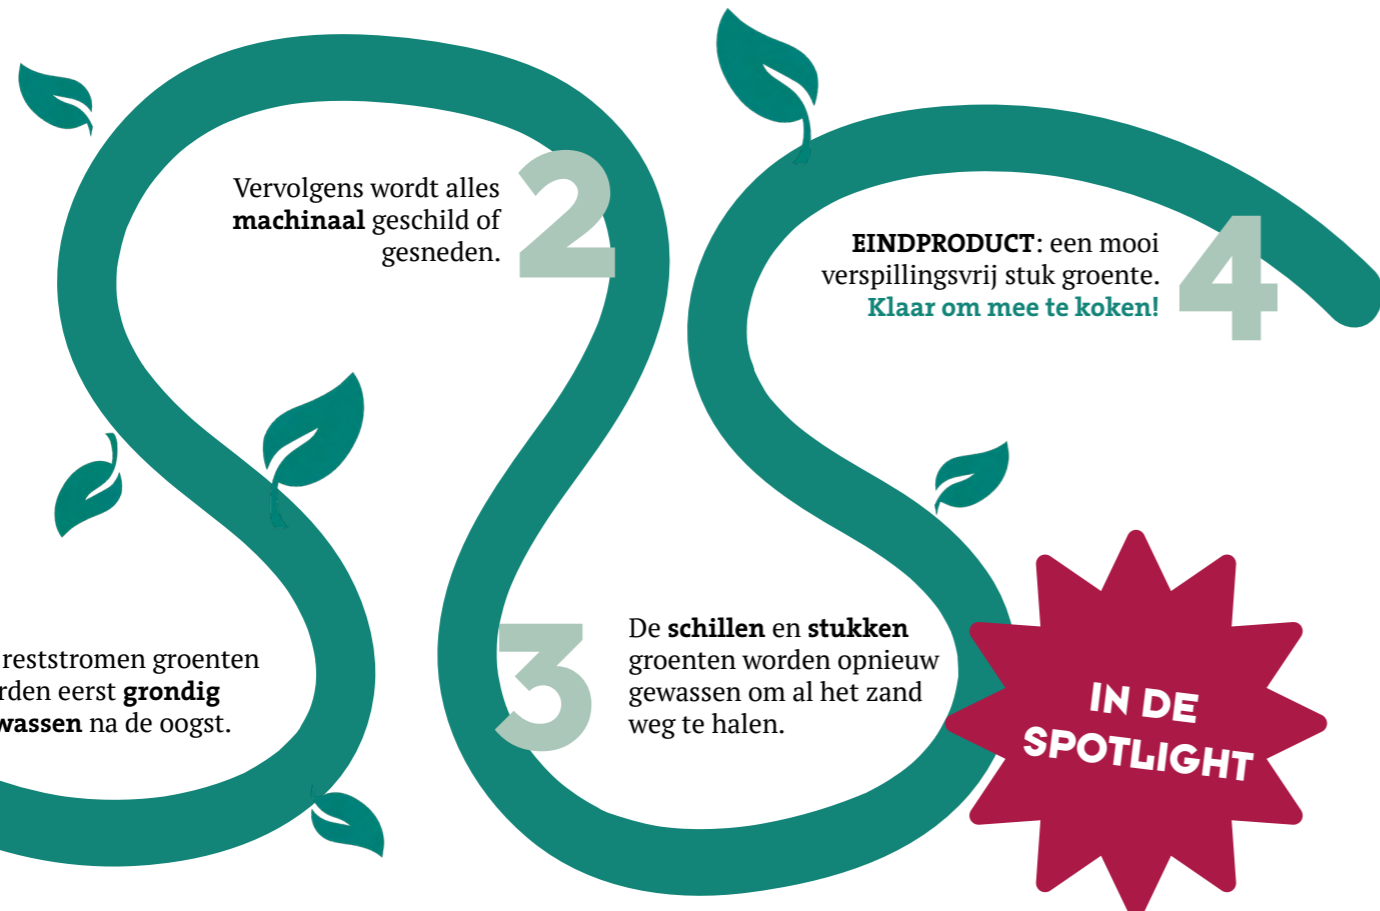 reststromen groenten
eerst grondig
na de oogst.
2
Vervolgens wordt alles
machinaal geschild of
gesneden.
3
De schillen en stukken
groenten worden opnieuw
gewassen om al het zand
weg te halen.
4
EINDPRODUCT: een mooi
verspillingsvrij stuk groente.
Klaar om mee te koken!
IN DE
SPOTLIGHT